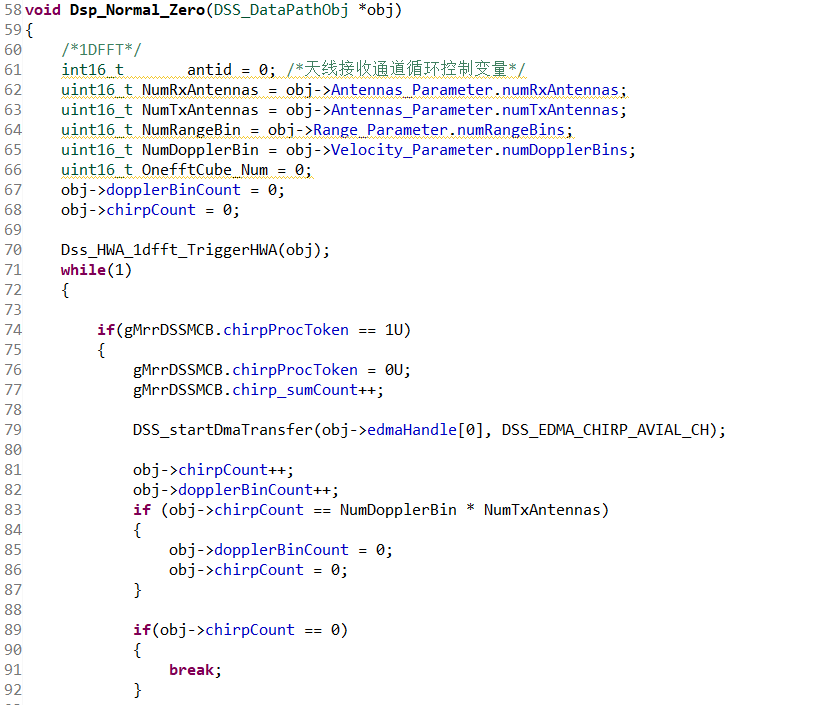 58 void Dsp_Normal_Zero(DSS_DataPathObj *obj)
59 {
60 /*1DFFT*/
61 int16_t antid = 0; /*天线接收通道循环控制变量*/
62 uint16_t NumRxAntennas = obj->Antennas_Parameter.numRxAntennas;
63 uint16_t NumTxAntennas = obj->Antennas_Parameter.numTxAntennas;
64 uint16_t NumRangeBin = obj->Range_Parameter.numRangeBins;
65 uint16_t NumDopplerBin = obj->Velocity_Parameter.numDopplerBins;
66 uint16_t OnefftCube_Num = 0;
67 obj->dopplerBinCount = 0;
68 obj->chirpCount = 0;
69
70 Dss_HWA_1dfft_TriggerHWA(obj);
71 while(1)
72 {
73
74 if(gMrrDSSMCB.chirpProcToken == 1U)
75 {
76 gMrrDSSMCB.chirpProcToken = 0U;
77 gMrrDSSMCB.chirp_sumCount++;
78
79 DSS_startDmaTransfer(obj->edmaHandle[0], DSS_EDMA_CHIRP_AVIAL_CH);
80
81 obj->chirpCount++;
82 obj->dopplerBinCount++;
83 if (obj->chirpCount == NumDopplerBin * NumTxAntennas)
84 {
85 obj->dopplerBinCount = 0;
86 obj->chirpCount = 0;
87 }
88
89 if(obj->chirpCount == 0)
90 {
91 break;
92 }